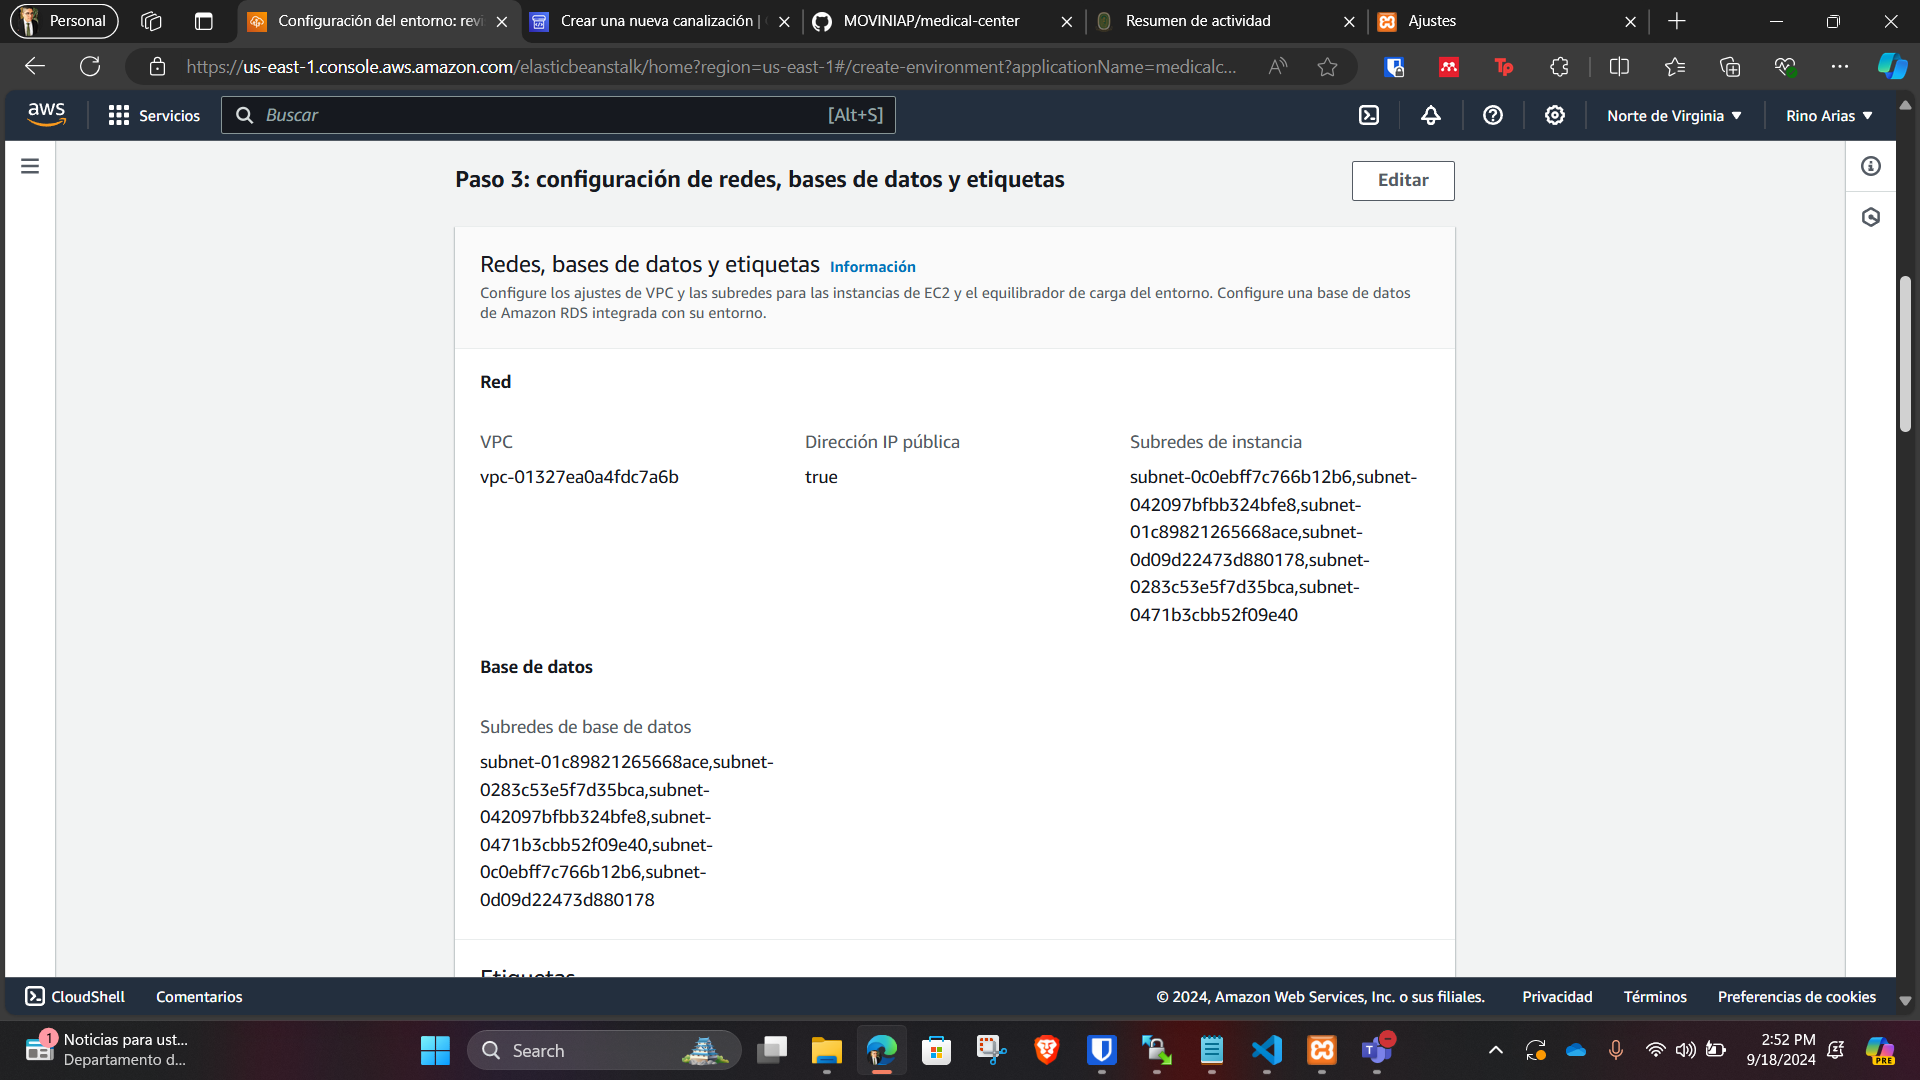 Personal
Configuración del entorno: revi
Crear una nueva canalización |
MOVINIAP/medical-center
Resumen de actividad
Ajustes
https://us-east-1.console.aws.amazon.com/elasticbeanstalk/home?region=us-east-1#/create-environment?applicationName=medicalc...
aws
Servicios
Buscar
[Alt+S]
Norte de Virginia
Rino Arias
Paso 3: configuración de redes, bases de datos y etiquetas
Editar
Redes, bases de datos y etiquetas Información
Configure los ajustes de VPC y las subredes para las instancias de EC2 y el equilibrador de carga del entorno. Configure una base de datos
de Amazon RDS integrada con su entorno.
Red
VPC
vpc-01327ea0a4fdc7a6b
Dirección IP pública
true
Subredes de instancia
subnet-0c0ebff7c766b12b6,subnet-
042097bfbb324bfe8,subnet-
01c89821265668ace,subnet-
0d09d22473d880178,subnet-
0283c53e5f7d35bca,subnet-
0471b3cbb52f09e40
Base de datos
Subredes de base de datos
subnet-01c89821265668ace,subnet-
0283c53e5f7d35bca,subnet-
042097bfbb324bfe8,subnet-
0471b3cbb52f09e40,subnet-
0c0ebff7c766b12b6,subnet-
0d09d22473d880178
Etiquetas
CloudShell
Comentarios
© 2024, Amazon Web Services, Inc. o sus filiales.
Privacidad
Términos
Preferencias de cookies
1
Noticias para ust...
Departamento d...
Search
2:52 PM
9/18/2024
PRE